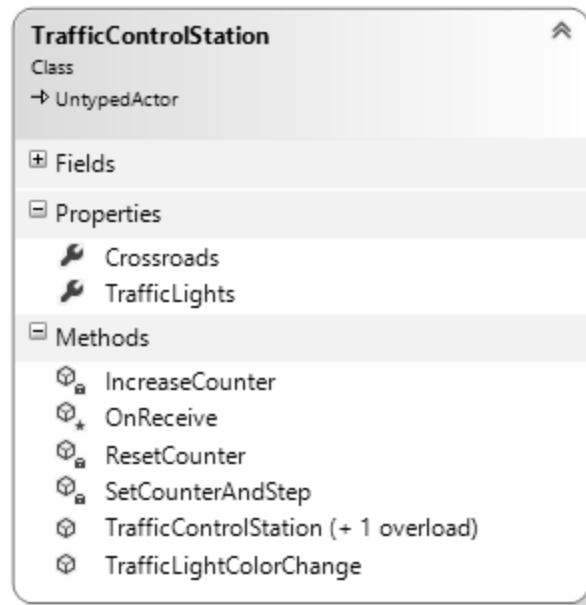 TrafficControlStation
Class
UntypedActor
Fields
Properties
Crossroads
TrafficLights
Methods
IncreaseCounter
OnReceive
ResetCounter
SetCounterAndStep
TrafficControlStation (+ 1 overload)
TrafficLightColorChange